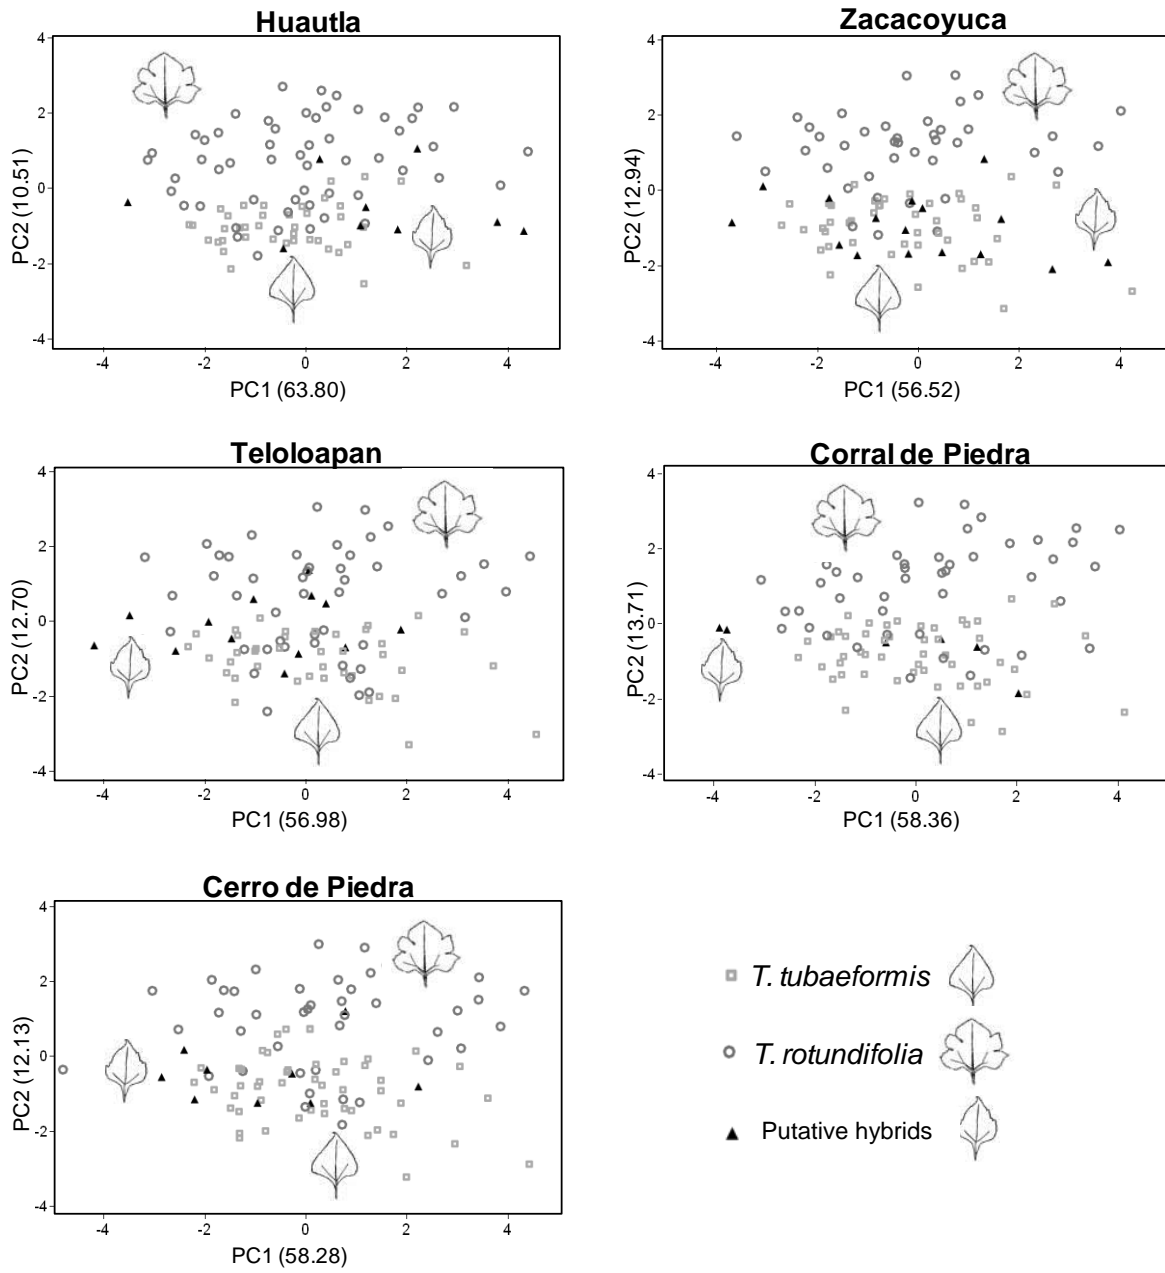 Huautla
4
2
0
-2
-4
PC2 (10.51)
-4 -2 0 2 4
PC1 (63.80)
Zacacoyuca
4
2
0
-2
-4
PC2 (12.94)
-4 -2 0 2 4
PC1 (56.52)
Teloloapan
4
2
0
-2
-4
PC2 (12.70)
-4 -2 0 2 4
PC1 (56.98)
Corral de Piedra
4
2
0
-2
-4
PC2 (13.71)
-4 -2 0 2 4
PC1 (58.36)
Cerro de Piedra
4
2
0
-2
-4
PC2 (12.13)
-4 -2 0 2 4
PC1 (58.28)
T. tubaeformis
T. rotundifolia
Putative hybrids